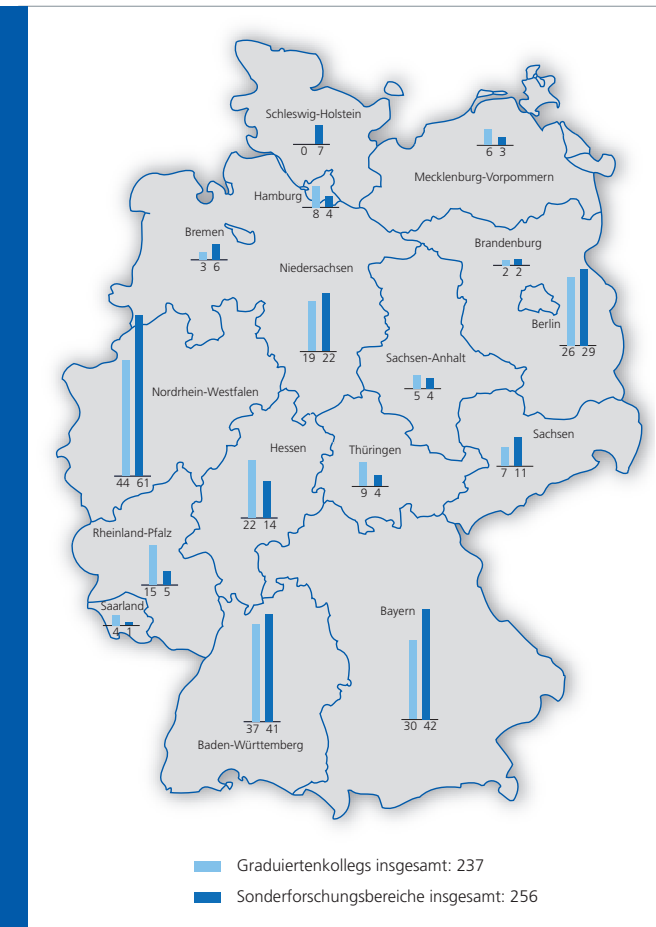 Schleswig-Holstein
0 7
6 3
Mecklenburg-Vorpommern
Hamburg
8 4
Bremen
3 6
Brandenburg
2 2
Niedersachsen
19 22
Berlin
26 29
Sachsen-Anhalt
5 4
Nordrhein-Westfalen
44 61
Hessen
22 14
Thüringen
9 4
Sachsen
7 11
Rheinland-Pfalz
15 5
Saarland
4 1
Bayern
30 42
37 41
Baden-Württemberg
Graduiertenkollegs insgesamt: 237
Sonderforschungsbereiche insgesamt: 256